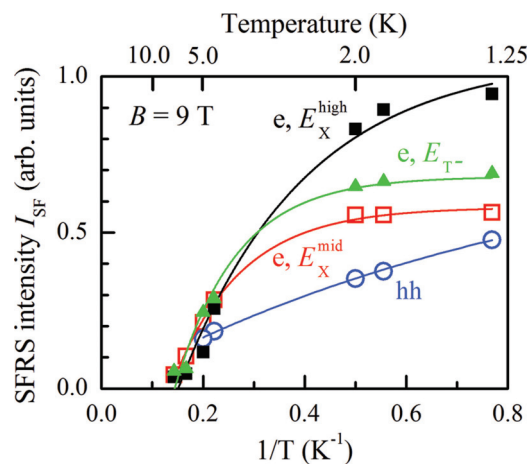 Temperature (K)
10.0 5.0 2.0 1.25
SFRS intensity I_SF (arb. units)
1.0
0.5
0.0
B = 9 T
e, E_X^high
e, E_T-
e, E_X^mid
hh
0.0 0.2 0.4 0.6 0.8
1/T (K⁻¹)